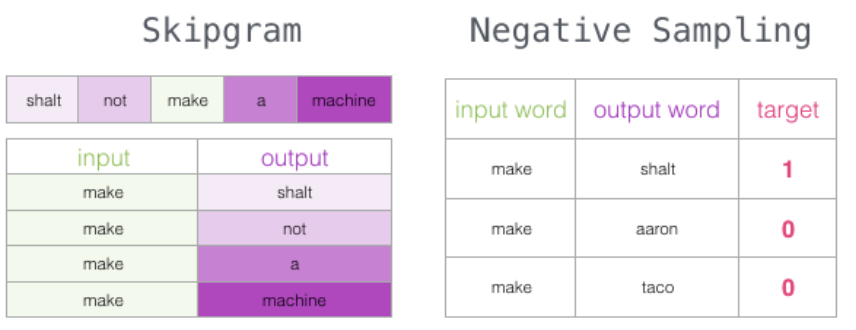 Skipgram
shalt not make a machine
input output
make shalt
make not
make a
make machine
Negative Sampling
input word output word target
make shalt 1
make aaron 0
make taco 0